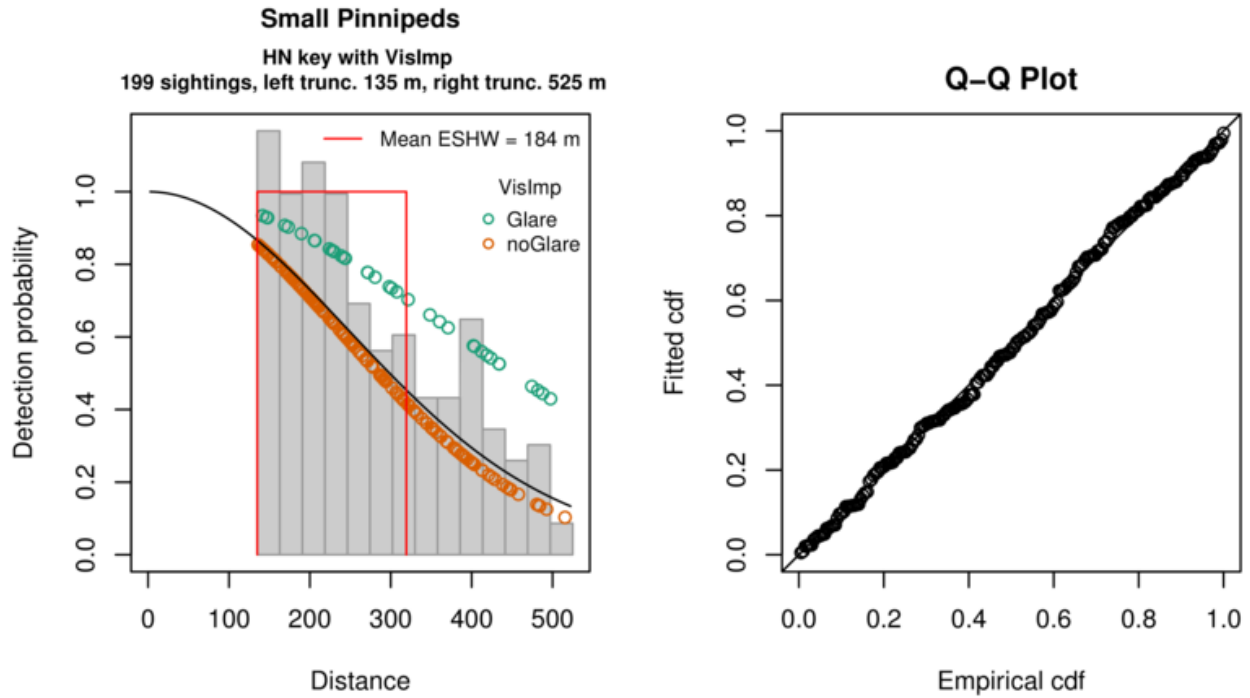 Small Pinnipeds
HN key with VisImp
199 sightings, left trunc. 135 m, right trunc. 525 m
Mean ESHW = 184 m
VisImp
Glare
noGlare
Detection probability
0.0 0.2 0.4 0.6 0.8 1.0
0 100 200 300 400 500
Distance
Q−Q Plot
Fitted cdf
0.0 0.2 0.4 0.6 0.8 1.0
0.0 0.2 0.4 0.6 0.8 1.0
Empirical cdf